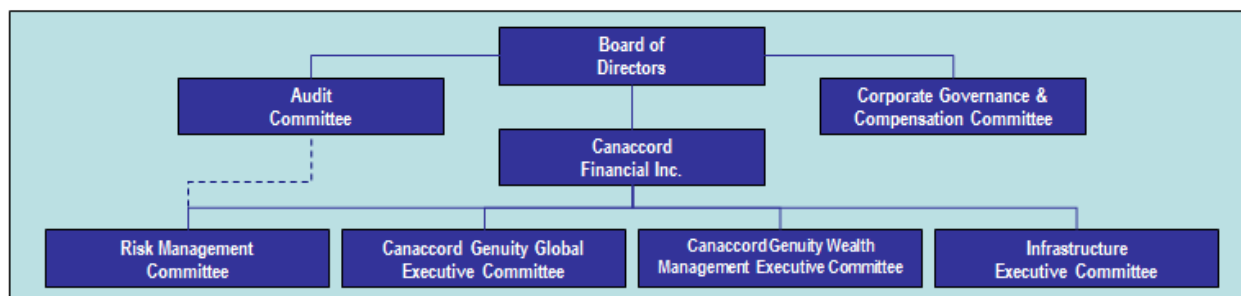 Board of
Directors
Audit
Committee
Corporate Governance &
Compensation Committee
Canaccord
Financial Inc.
Risk Management
Committee
Canaccord Genuity Global
Executive Committee
Canaccord Genuity Wealth
Management Executive Committee
Infrastructure
Executive Committee